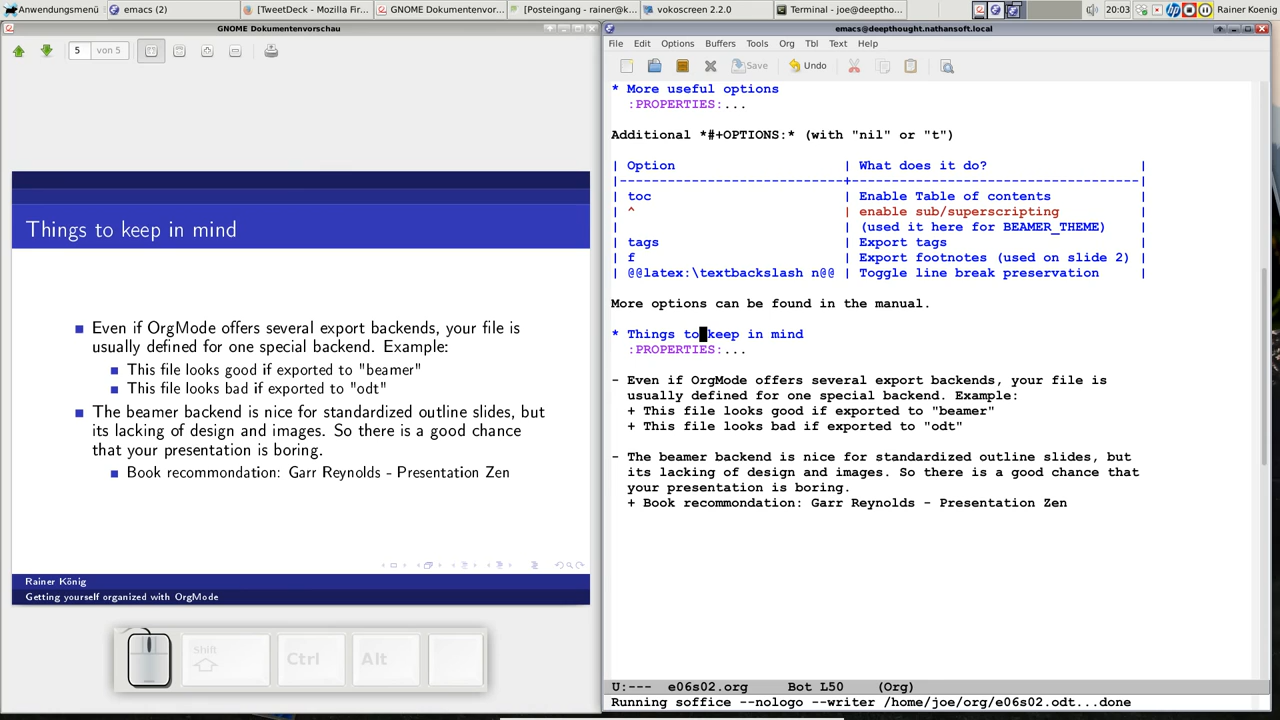 Anwendungsmenü
emacs (2)
[TweetDeck - Mozilla Fir...
GNOME Dokumentenvor...
[Posteingang - rainer@k...
vokoscreen 2.2.0
Terminal - joe@deeptho...
20:03
Rainer Koenig
GNOME Dokumentenvorschau
emacs@deepthought.nathansoft.local
5 von 5
File Edit Options Buffers Tools Org Tbl Text Help
Save Undo
Things to keep in mind
Even if OrgMode offers several export backends, your file is
usually defined for one special backend. Example:
This file looks good if exported to "beamer"
This file looks bad if exported to "odt"
The beamer backend is nice for standardized outline slides, but
its lacking of design and images. So there is a good chance
that your presentation is boring.
Book recommondation: Garr Reynolds - Presentation Zen
Rainer König
Getting yourself organized with OrgMode
Shift
Ctrl
Alt
* More useful options
:PROPERTIES:...
Additional *#+OPTIONS:* (with "nil" or "t")
| Option | What does it do? |
|----------------------------+------------------------------------|
| toc | Enable Table of contents |
| ^ | enable sub/superscripting |
| | (used it here for BEAMER_THEME) |
| tags | Export tags |
| f | Export footnotes (used on slide 2) |
| @@latex:\textbackslash n@@ | Toggle line break preservation |
More options can be found in the manual.
* Things to keep in mind
:PROPERTIES:...
- Even if OrgMode offers several export backends, your file is
usually defined for one special backend. Example:
+ This file looks good if exported to "beamer"
+ This file looks bad if exported to "odt"
- The beamer backend is nice for standardized outline slides, but
its lacking of design and images. So there is a good chance that
your presentation is boring.
+ Book recommondation: Garr Reynolds - Presentation Zen
U:--- e06s02.org Bot L50 (Org)
Running soffice --nologo --writer /home/joe/org/e06s02.odt...done